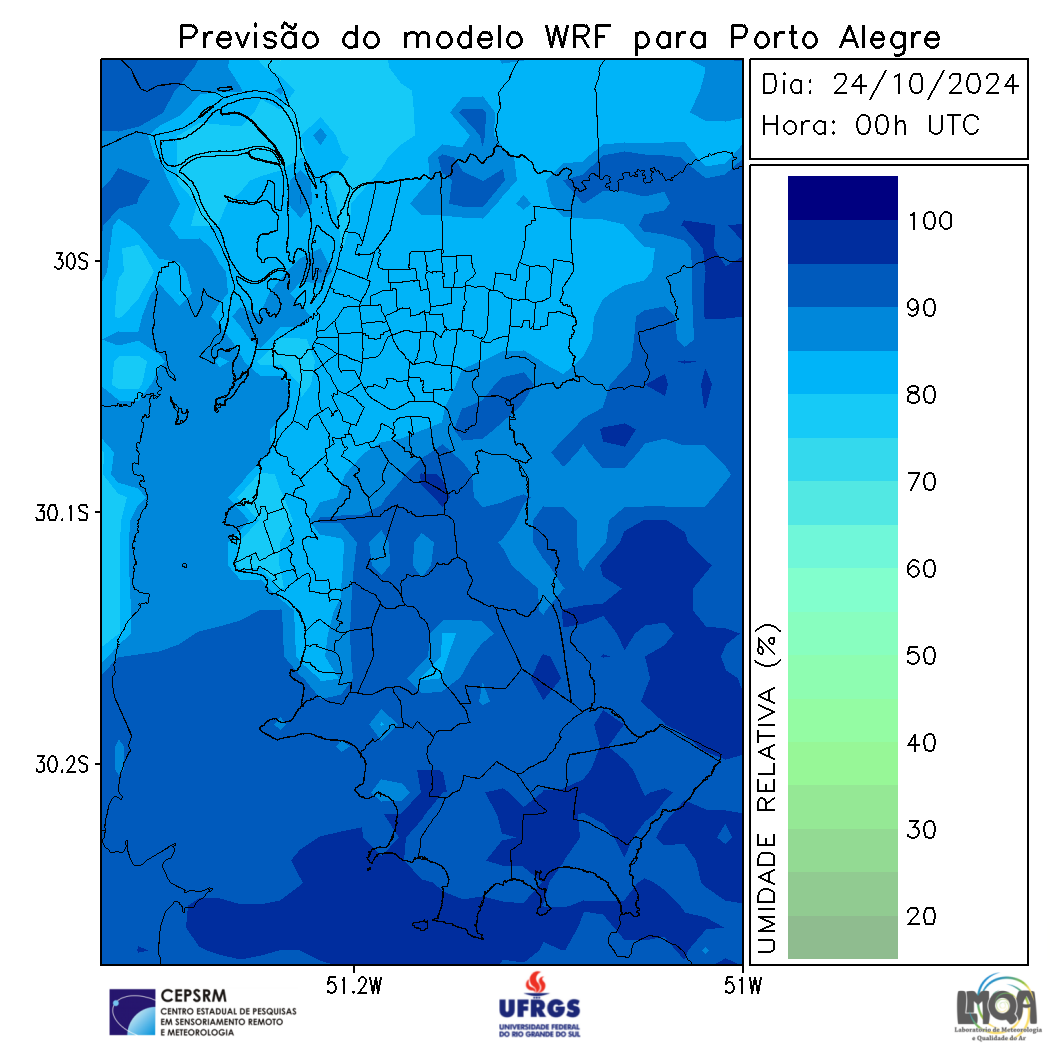 Previsão do modelo WRF para Porto Alegre
Dia: 24/10/2024
Hora: 00h UTC
30S
30.1S
30.2S
51.2W
51W
UMIDADE RELATIVA (%)
100
90
80
70
60
50
40
30
20
CEPSRM
CENTRO ESTADUAL DE PESQUISAS
EM SENSORIAMENTO REMOTO
E METEOROLOGIA
UFRGS
UNIVERSIDADE FEDERAL
DO RIO GRANDE DO SUL
LMQA
Laboratório de Meteorologia
e Qualidade do Ar